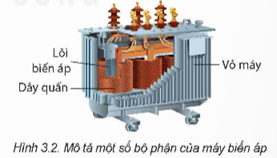 Lõi
biến áp
Dây quấn
Vỏ máy
Hình 3.2. Mô tả một số bộ phận của máy biến áp